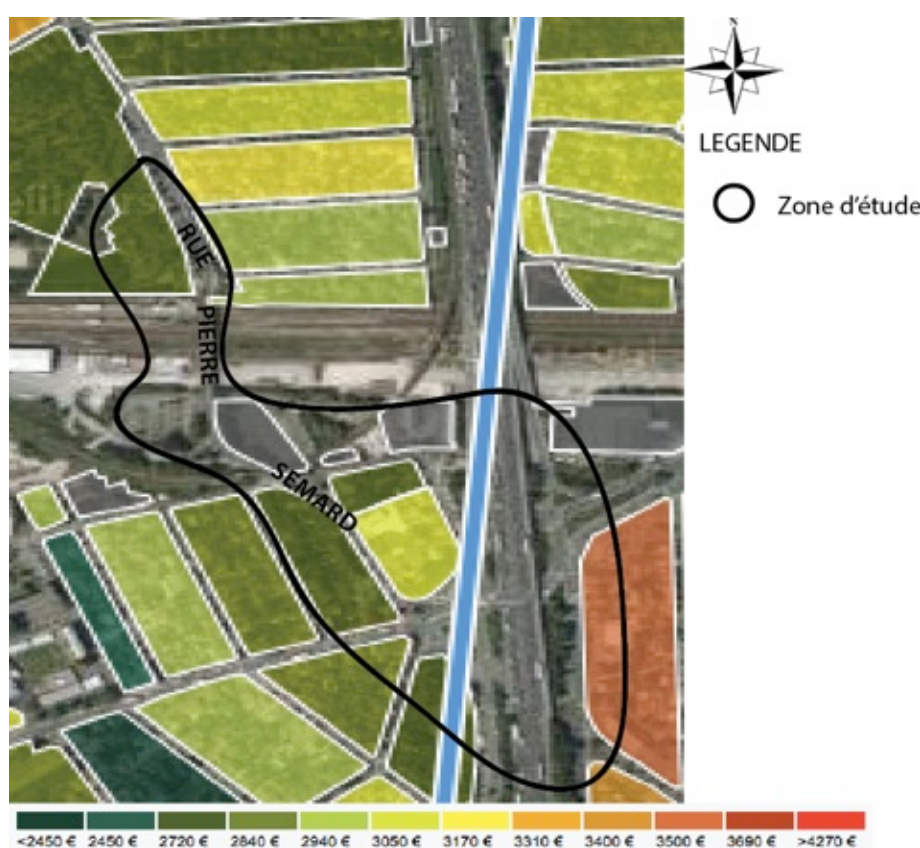 N
LEGENDE
Zone d'étude
RUE
PIERRE
SEMARD
<2450 € 2450 € 2720 € 2840 € 2940 € 3050 € 3170 € 3310 € 3400 € 3500 € 3690 € >4270 €